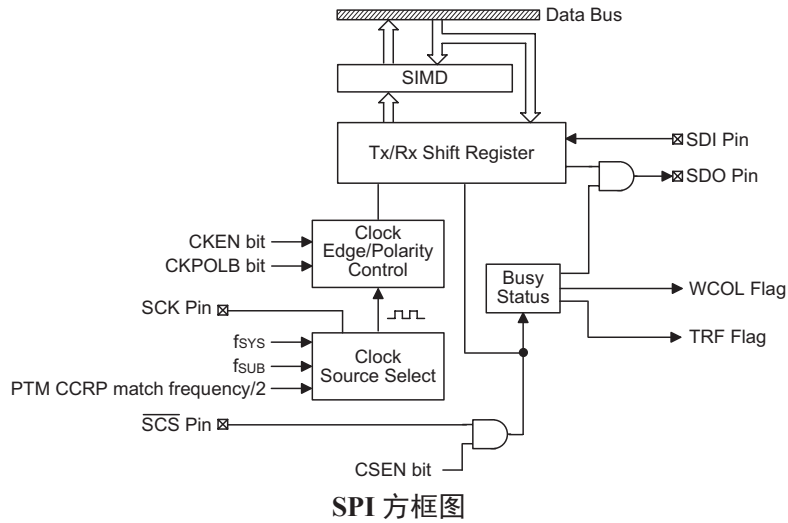 Data Bus
SIMD
Tx/Rx Shift Register
SDI Pin
SDO Pin
CKEN bit
CKPOLB bit
Clock
Edge/Polarity
Control
Busy
Status
WCOL Flag
TRF Flag
SCK Pin
fSYS
fSUB
PTM CCRP match frequency/2
Clock
Source Select
SCS Pin
CSEN bit
SPI 方框图